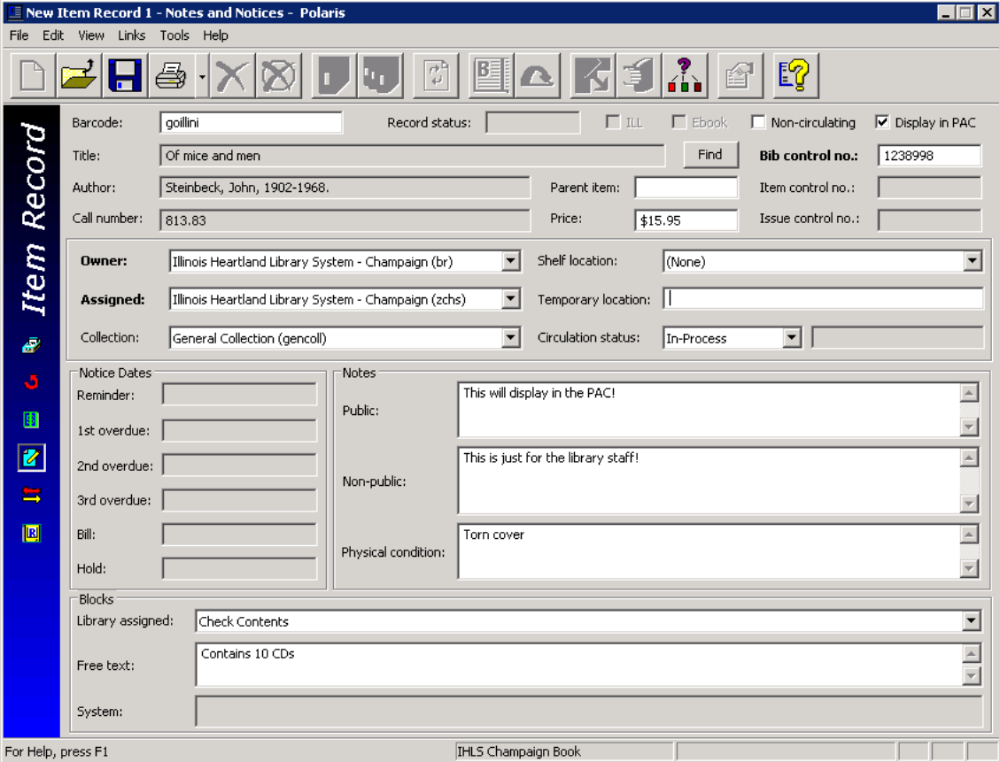 New Item Record 1 - Notes and Notices - Polaris
File Edit View Links Tools Help
Item Record
Barcode: goillini Record status: ILL Ebook Non-circulating Display in PAC
Title: Of mice and men Find Bib control no.: 1238998
Author: Steinbeck, John, 1902-1968. Parent item: Item control no.:
Call number: 813.83 Price: $15.95 Issue control no.:
Owner: Illinois Heartland Library System - Champaign (br) Shelf location: (None)
Assigned: Illinois Heartland Library System - Champaign (zchs) Temporary location:
Collection: General Collection (gencoll) Circulation status: In-Process
Notice Dates
Reminder:
1st overdue:
2nd overdue:
3rd overdue:
Bill:
Hold:
Notes
Public: This will display in the PAC!
Non-public: This is just for the library staff!
Physical condition: Torn cover
Blocks
Library assigned: Check Contents
Free text: Contains 10 CDs
System:
For Help, press F1 IHLS Champaign Book